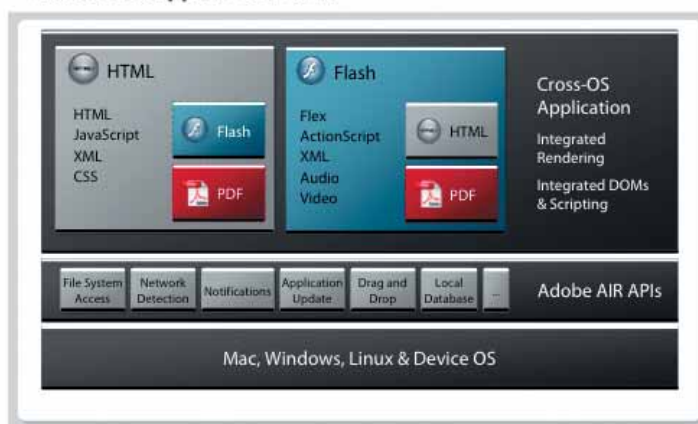 HTML
HTML
JavaScript
XML
CSS
Flash
PDF
Flash
Flex
ActionScript
XML
Audio
Video
HTML
PDF
Cross-OS
Application
Integrated
Rendering
Integrated DOMs
& Scripting
File System
Access
Network
Detection
Notifications
Application
Update
Drag and
Drop
Local
Database
...
Adobe AIR APIs
Mac, Windows, Linux & Device OS